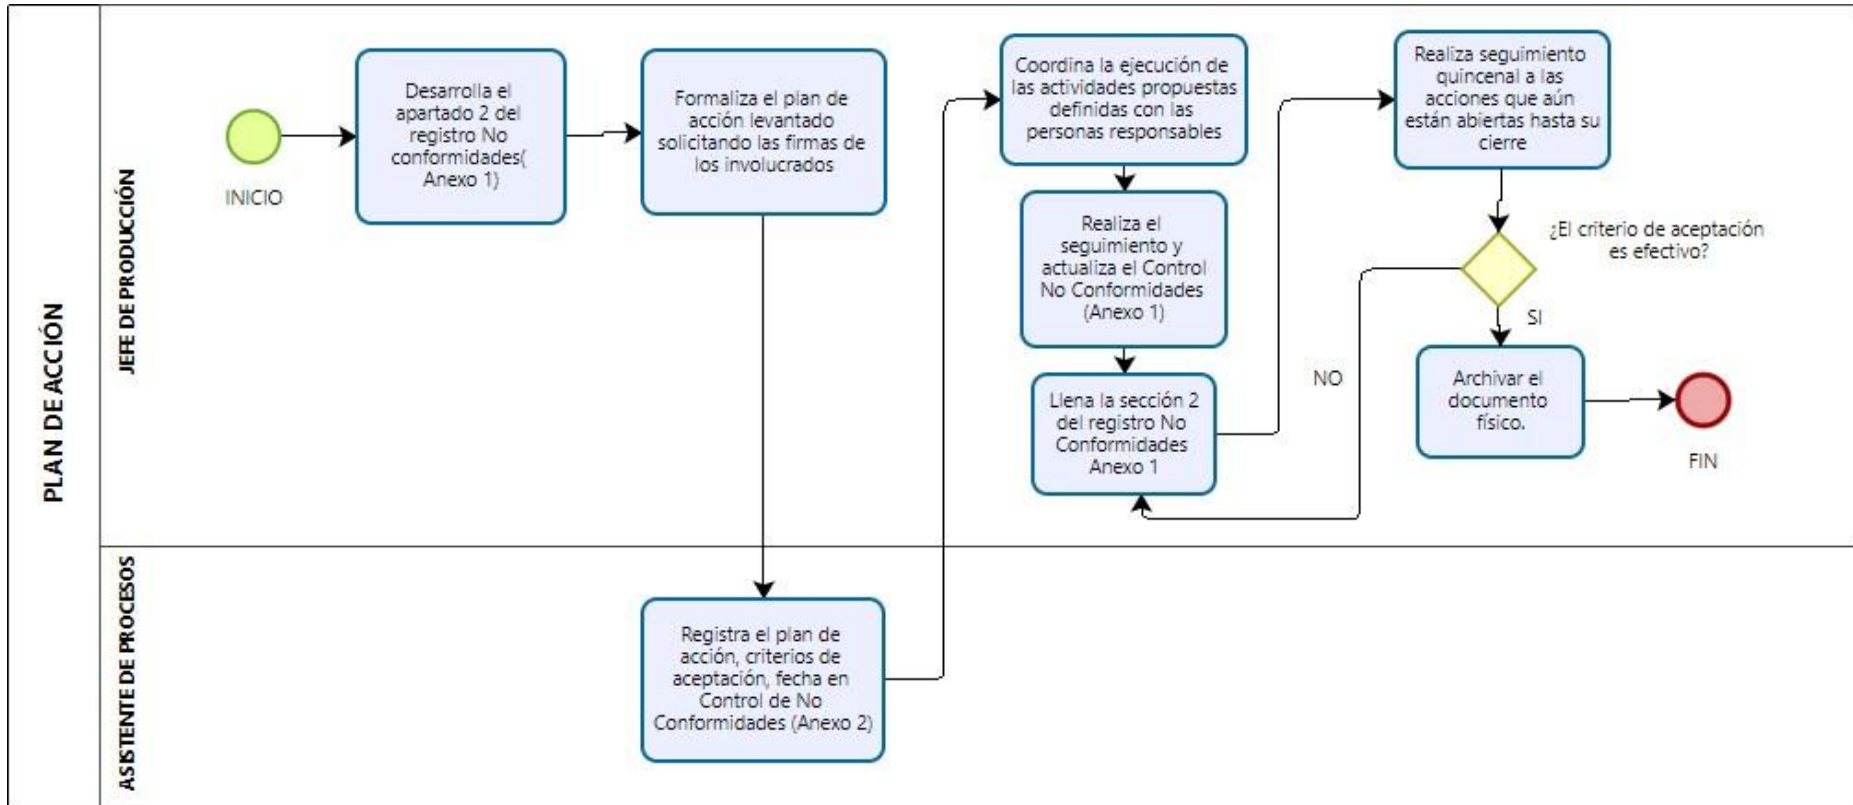 PLAN DE ACCIÓN
JEFE DE PRODUCCIÓN
INICIO
Desarrolla el
apartado 2 del
registro No
conformidades(
Anexo 1)
Formaliza el plan de
acción levantado
solicitando las firmas de
los involucrados
Coordina la ejecución de
las actividades propuestas
definidas con las
personas responsables
Realiza el
seguimiento y
actualiza el Control
No Conformidades
(Anexo 1)
Llena la sección 2
del registro No
Conformidades
Anexo 1
Realiza seguimiento
quincenal a las
acciones que aún
están abiertas hasta su
cierre
¿El criterio de aceptación
es efectivo?
NO
SI
Archivar el
documento
físico.
FIN
ASISTENTE DE PROCESOS
Registra el plan de
acción, criterios de
aceptación, fecha en
Control de No
Conformidades (Anexo 2)